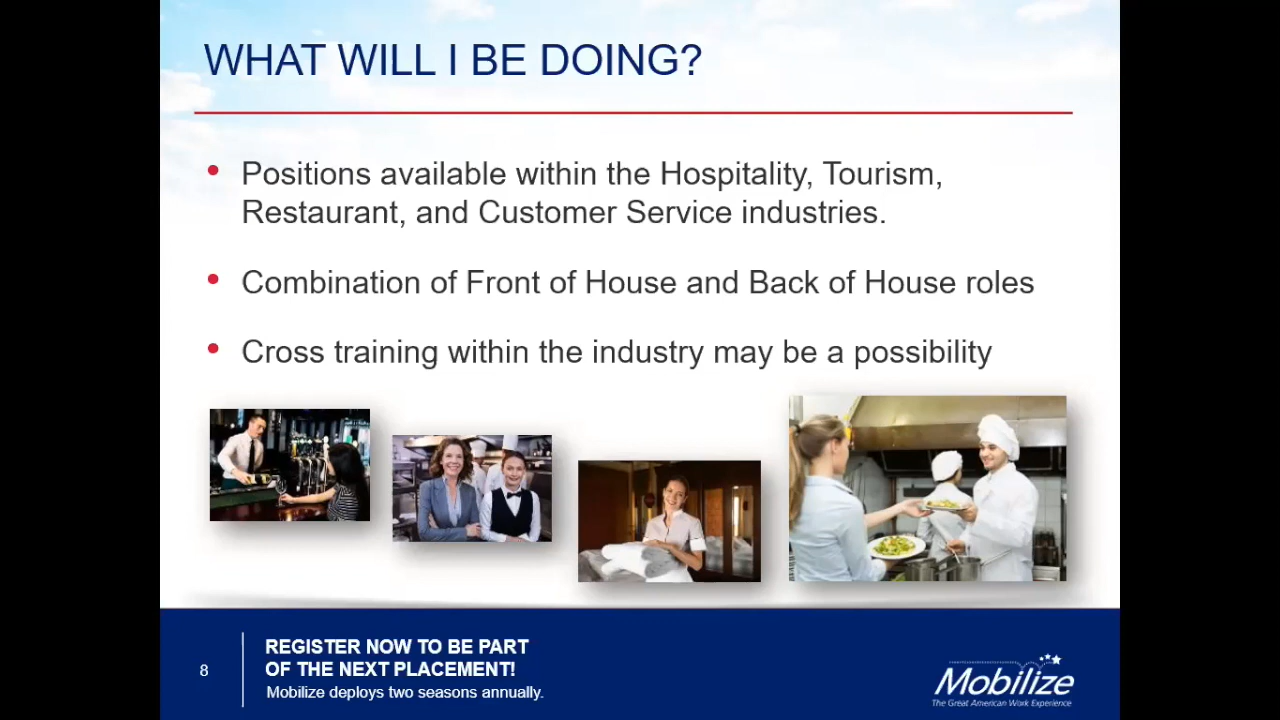 WHAT WILL I BE DOING?
• Positions available within the Hospitality, Tourism,
Restaurant, and Customer Service industries.
• Combination of Front of House and Back of House roles
• Cross training within the industry may be a possibility
8
REGISTER NOW TO BE PART
OF THE NEXT PLACEMENT!
Mobilize deploys two seasons annually.
Mobilize
The Great American Work Experience